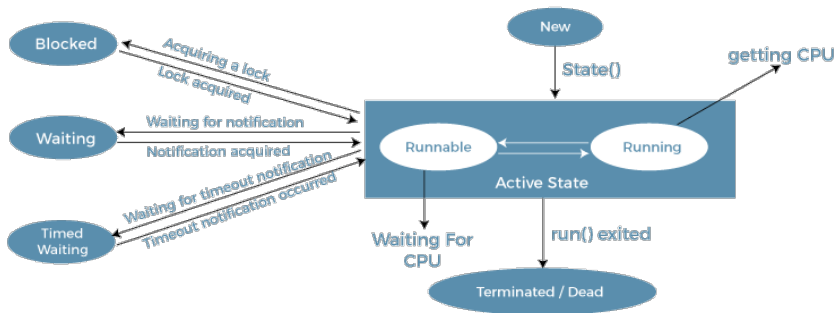 New
State()
getting CPU
Blocked
Acquiring a lock
Lock acquired
Waiting
Waiting for notification
Notification acquired
Runnable
Running
Active State
Timed
Waiting
Waiting for timeout notification
Timeout notification occurred
Waiting For
CPU
run() exited
Terminated / Dead